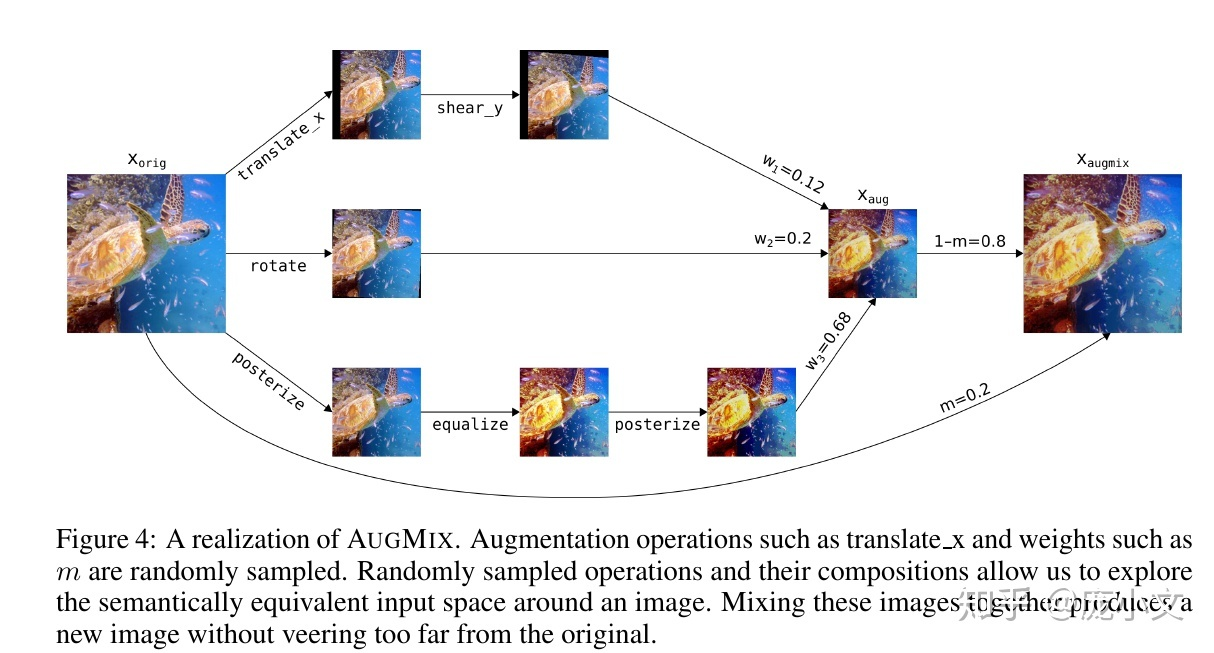 translate_x
shear_y
w1=0.12
xorig
xaug
xaugmix
rotate
w2=0.2
1–m=0.8
posterize
equalize
posterize
w3=0.68
m=0.2
Figure 4: A realization of AUGMIX. Augmentation operations such as translate_x and weights such as
m are randomly sampled. Randomly sampled operations and their compositions allow us to explore
the semantically equivalent input space around an image. Mixing these images together produces a
new image without veering too far from the original.
知乎 @庞小文